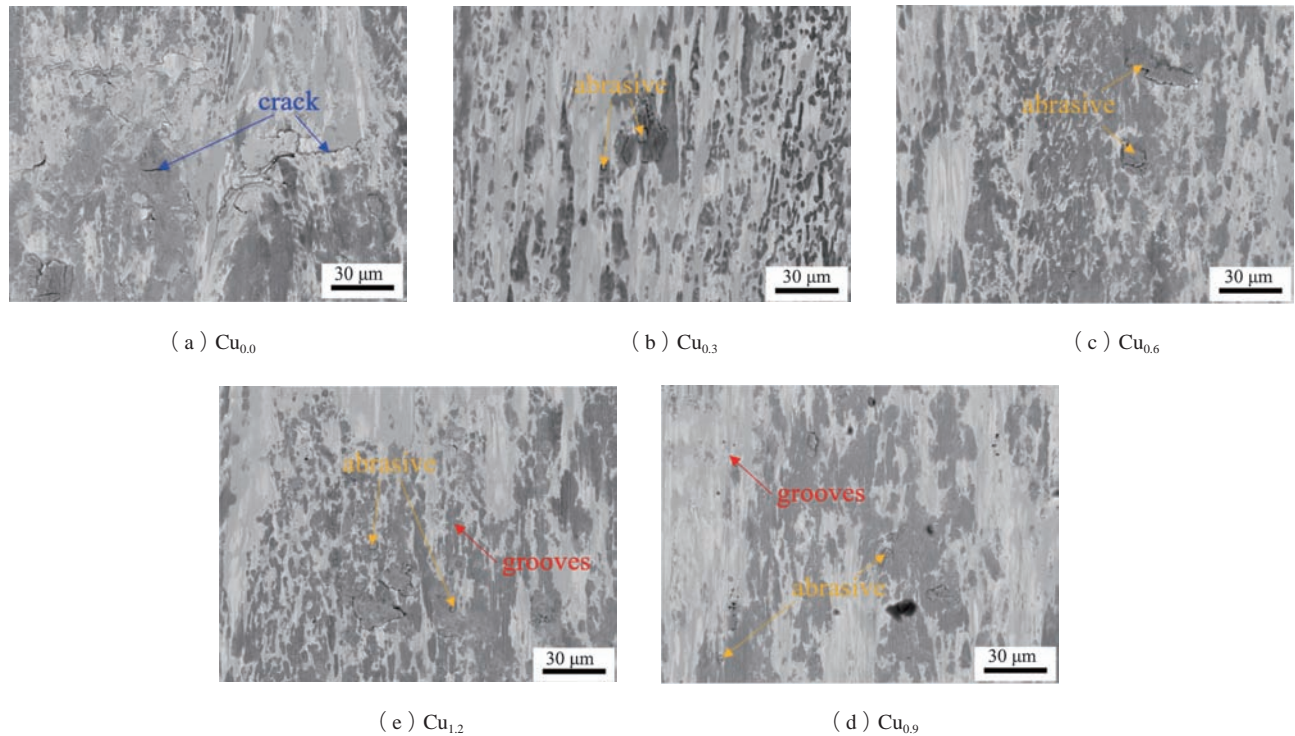 crack
30 μm
(a) Cu0.0
abrasive
30 μm
(b) Cu0.3
abrasive
30 μm
(c) Cu0.6
abrasive
grooves
30 μm
(e) Cu1.2
grooves
abrasive
30 μm
(d) Cu0.9